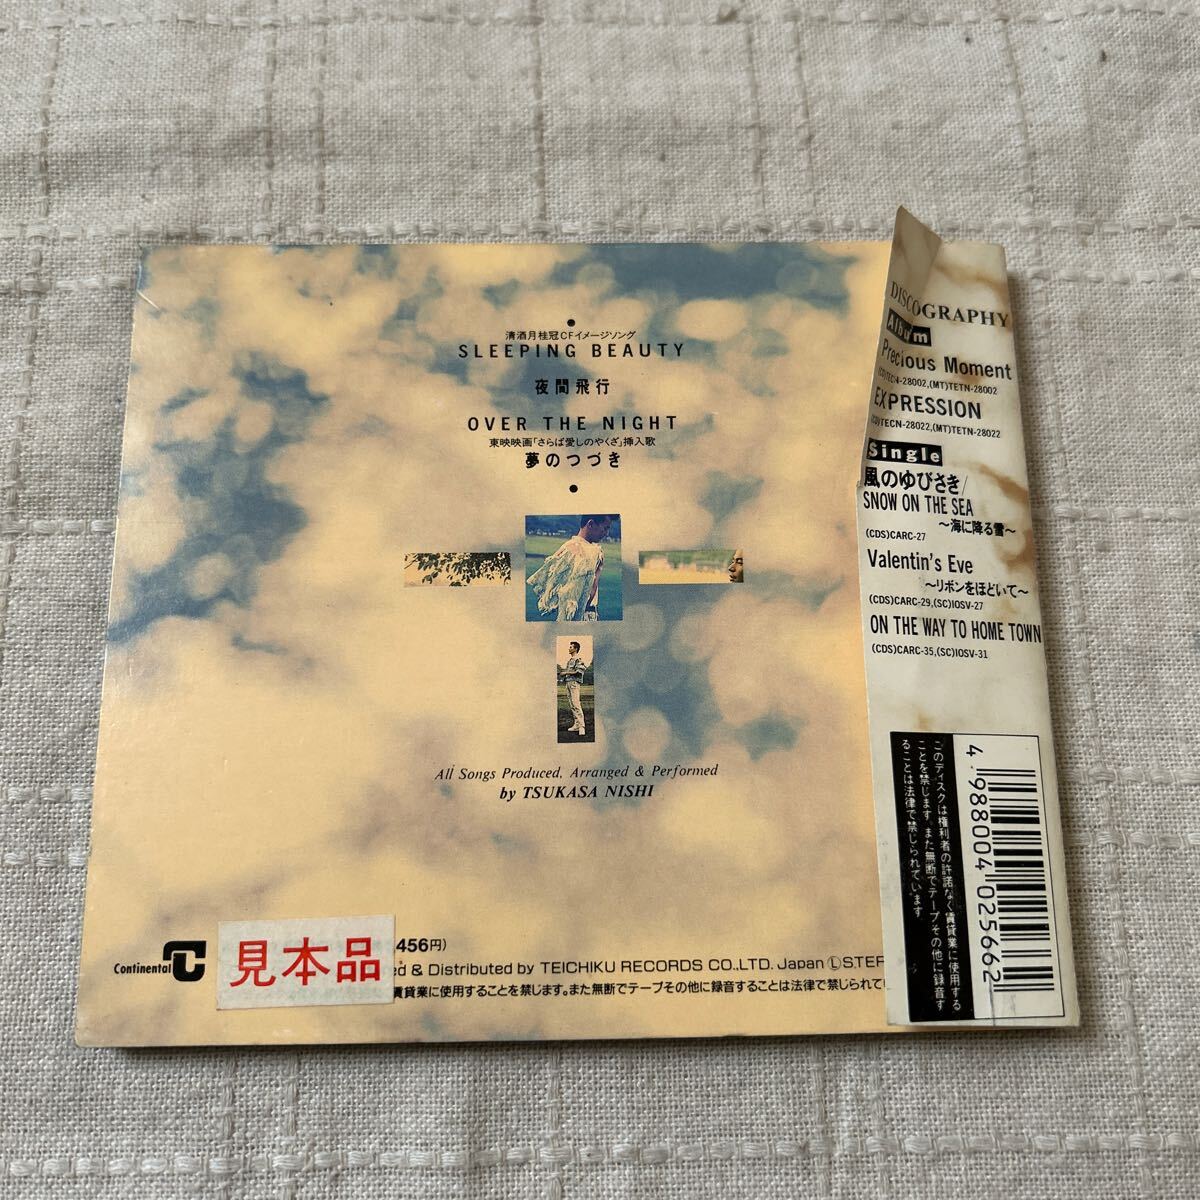 清酒月桂冠CFイメージソング
SLEEPING BEAUTY
夜間飛行
OVER THE NIGHT
東映映画「さらば愛しのやくざ」挿入歌
夢のつづき
All Songs Produced, Arranged & Performed
by TSUKASA NISHI
Continental
見本品
456円)
ed & Distributed by TEICHIKU RECORDS CO.,LTD. Japan ⓁS.TEF
賃貸業に使用することを禁じます。また無断でテープその他に録音することは法律で禁じられて
DISCOGRAPHY
Album
Precious Moment
(CD)TECN-28002,(MT)TETN-28002
EXPRESSION
(CD)TECN-28022,(MT)TETN-28022
Single
風のゆびさき/
SNOW ON THE SEA
〜海に降る雪〜
(CDS)CARC-27
Valentin's Eve
〜リボンをほどいて〜
(CDS)CARC-29,(SC)IOSV-27
ON THE WAY TO HOME TOWN
(CDS)CARC-35,(SC)IOSV-31
このディスクは権利者の許諾なく賃貸業に使用する
ことを禁じます。また無断でテープその他に録音す
ることは法律で禁じられています。
4 988004 025662